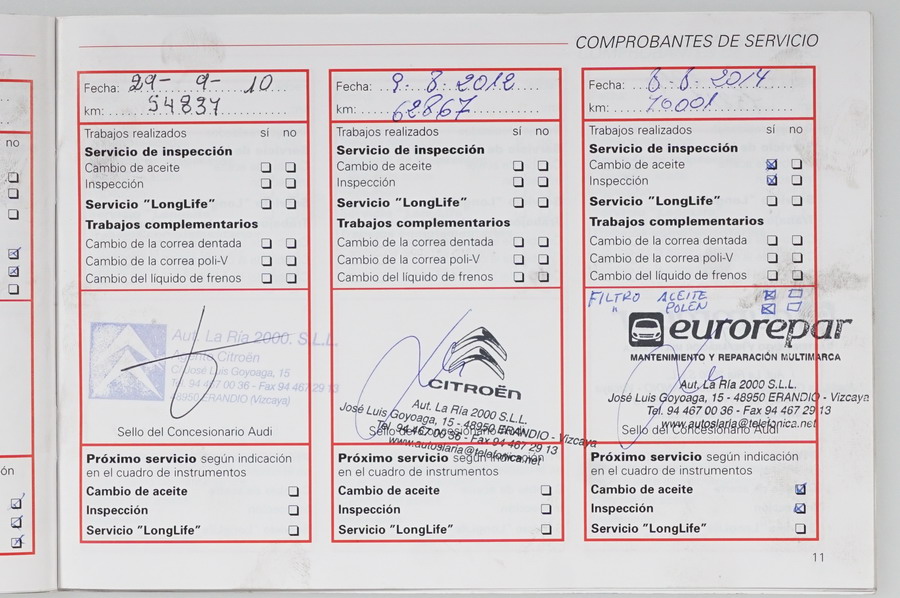 COMPROBANTES DE SERVICIO
no
ón
Fecha: 29- 9- 10
km: 54837
Trabajos realizados sí no
Servicio de inspección
Cambio de aceite
Inspección
Servicio "LongLife"
Trabajos complementarios
Cambio de la correa dentada
Cambio de la correa poli-V
Cambio del líquido de frenos
Aut. La Ría 2000. S.L.L.
Agente Citroën
C/ José Luis Goyoaga, 15
Tel. 94 467 00 36 - Fax 94 467 29 13
48950 ERANDIO (Vizcaya)
Sello del Concesionario Audi
Próximo servicio según indicación
en el cuadro de instrumentos
Cambio de aceite
Inspección
Servicio "LongLife"
Fecha: 9-8-2012
km: 62867
Trabajos realizados sí no
Servicio de inspección
Cambio de aceite
Inspección
Servicio "LongLife"
Trabajos complementarios
Cambio de la correa dentada
Cambio de la correa poli-V
Cambio del líquido de frenos
CITROËN
Aut. La Ría 2000 S.L.L.
José Luis Goyoaga, 15 - 48950 ERANDIO - Vizcaya
Tel. 94 467 00 36 - Fax 94 467 29 13
www.autoslaria@telefonica.net
Sello del Concesionario Audi
Próximo servicio según indicación
en el cuadro de instrumentos
Cambio de aceite
Inspección
Servicio "LongLife"
Fecha: 8-8-2014
km: 70001
Trabajos realizados sí no
Servicio de inspección
Cambio de aceite
Inspección
Servicio "LongLife"
Trabajos complementarios
Cambio de la correa dentada
Cambio de la correa poli-V
Cambio del líquido de frenos
FILTRO ACEITE
" POLEN
eurorepar
MANTENIMIENTO Y REPARACIÓN MULTIMARCA
Aut. La Ría 2000 S.L.L.
José Luis Goyoaga, 15 - 48950 ERANDIO - Vizcaya
Tel. 94 467 00 36 - Fax 94 467 29 13
www.autoslaria@telefonica.net
Sello del Concesionario Audi
Próximo servicio según indicación
en el cuadro de instrumentos
Cambio de aceite
Inspección
Servicio "LongLife"
11